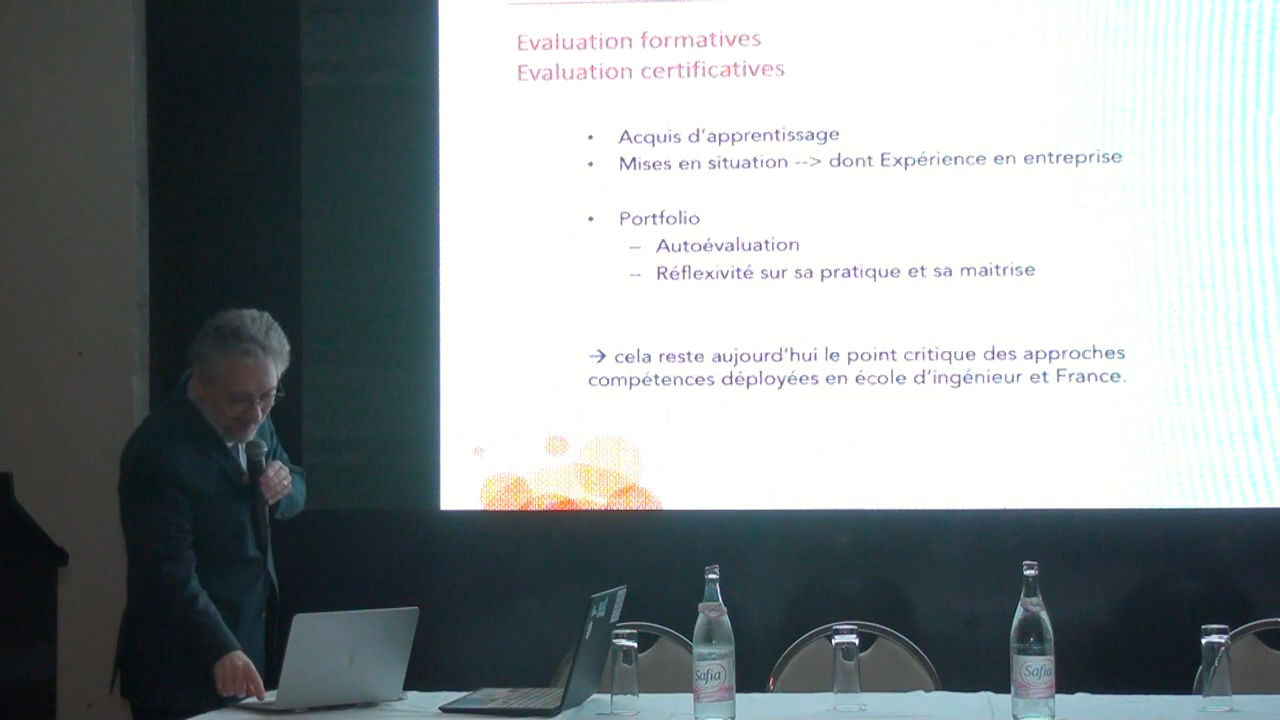 Evaluation formatives
Evaluation certificatives
• Acquis d'apprentissage
• Mises en situation --> dont Expérience en entreprise
• Portfolio
– Autoévaluation
– Réflexivité sur sa pratique et sa maitrise
→ cela reste aujourd'hui le point critique des approches
compétences déployées en école d'ingénieur et France.
Safia
Safia